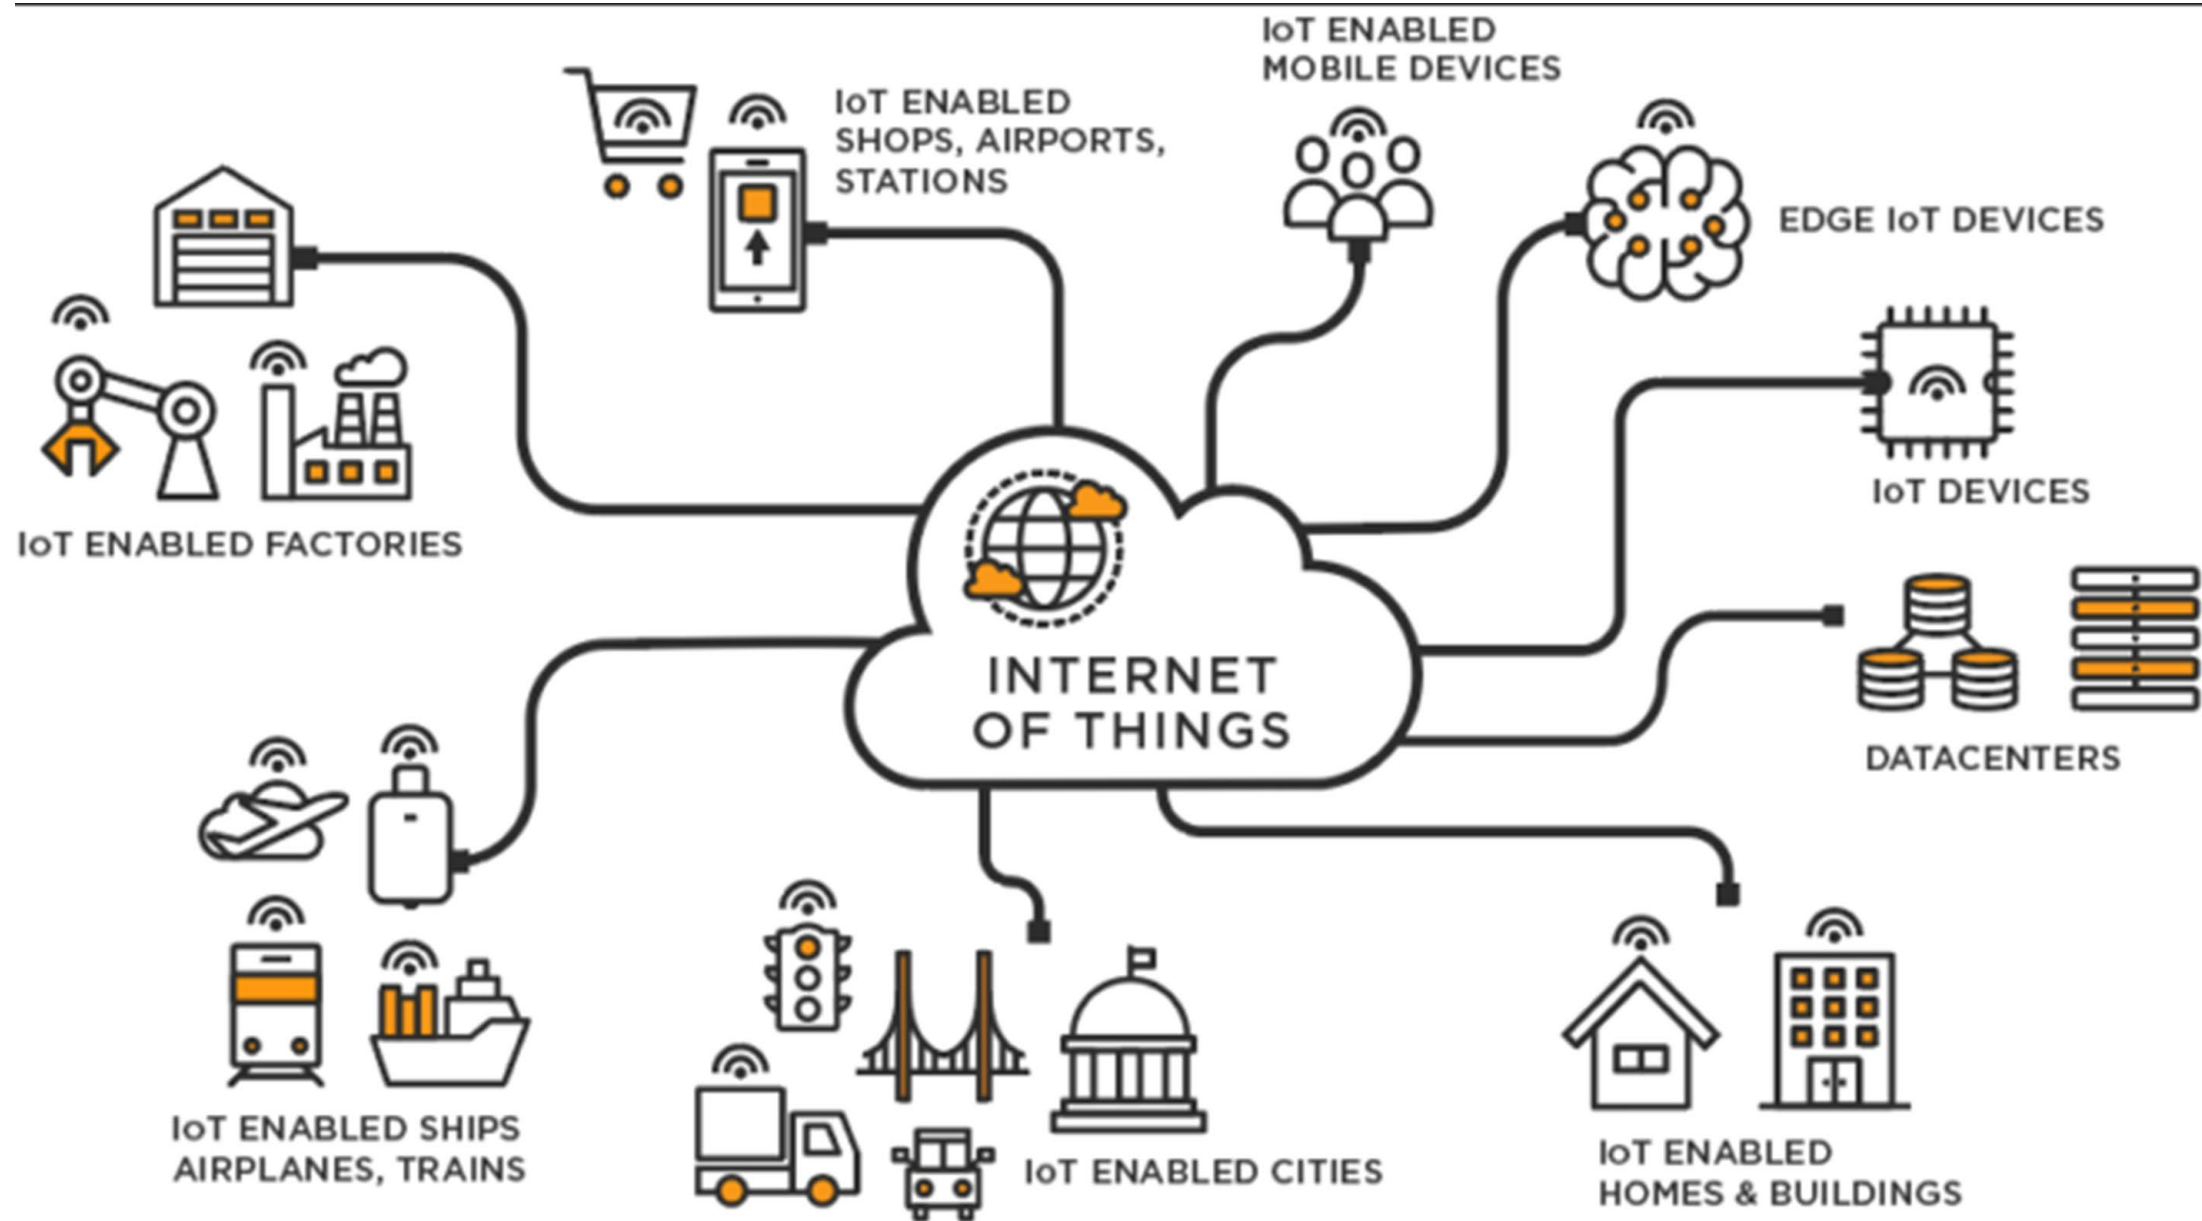 IoT ENABLED
MOBILE DEVICES
IoT ENABLED
SHOPS, AIRPORTS,
STATIONS
EDGE IoT DEVICES
IoT DEVICES
IoT ENABLED FACTORIES
INTERNET
OF THINGS
DATACENTERS
IoT ENABLED SHIPS
AIRPLANES, TRAINS
IoT ENABLED CITIES
IoT ENABLED
HOMES & BUILDINGS